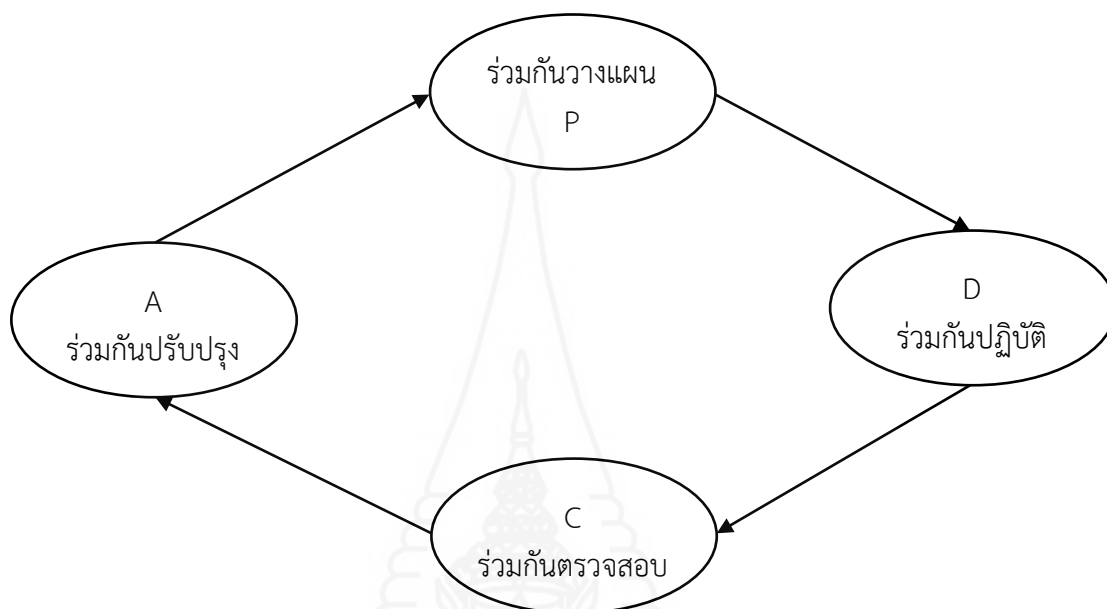 ร่วมกันวางแผน
P
D
ร่วมกันปฏิบัติ
C
ร่วมกันตรวจสอบ
A
ร่วมกันปรับปรุง